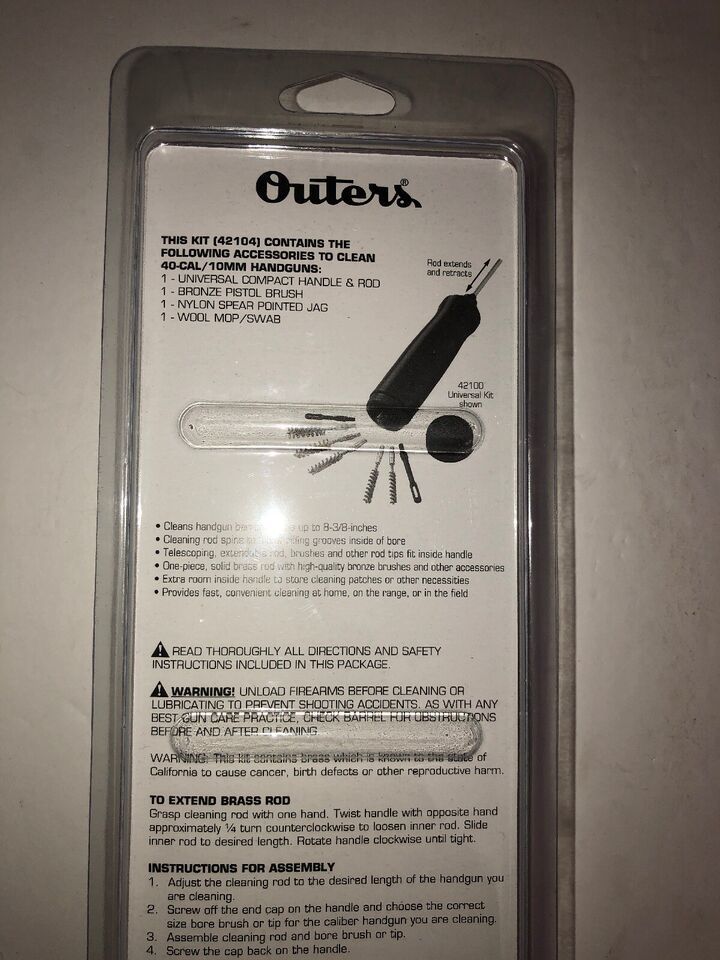 Outers®
THIS KIT (42104) CONTAINS THE
FOLLOWING ACCESSORIES TO CLEAN
40-CAL/10MM HANDGUNS:
1 - UNIVERSAL COMPACT HANDLE & ROD
1 - BRONZE PISTOL BRUSH
1 - NYLON SPEAR POINTED JAG
1 - WOOL MOP/SWAB
Rod extends
and retracts
42100
Universal Kit
shown
• Cleans handgun up to 8-3/8-inches
• Cleaning rod spins rifling grooves inside of bore
• Telescoping, extendable rod, brushes and other rod tips fit inside handle
• One-piece, solid brass rod with high-quality bronze brushes and other accessories
• Extra room inside handle to store cleaning patches or other necessities
• Provides fast, convenient cleaning at home, on the range, or in the field
READ THOROUGHLY ALL DIRECTIONS AND SAFETY
INSTRUCTIONS INCLUDED IN THIS PACKAGE.
WARNING! UNLOAD FIREARMS BEFORE CLEANING OR
LUBRICATING TO PREVENT SHOOTING ACCIDENTS. AS WITH ANY
BEST GUN CARE PRACTICE, CHECK BARREL FOR OBSTRUCTIONS
BEFORE AND AFTER CLEANING.
WARNING: This kit contains brass which is known to the state of
California to cause cancer, birth defects or other reproductive harm.
TO EXTEND BRASS ROD
Grasp cleaning rod with one hand. Twist handle with opposite hand
approximately ¼ turn counterclockwise to loosen inner rod. Slide
inner rod to desired length. Rotate handle clockwise until tight.
INSTRUCTIONS FOR ASSEMBLY
1. Adjust the cleaning rod to the desired length of the handgun you
are cleaning.
2. Screw off the end cap on the handle and choose the correct
size bore brush or tip for the caliber handgun you are cleaning.
3. Assemble cleaning rod and bore brush or tip.
4. Screw the cap back on the handle.